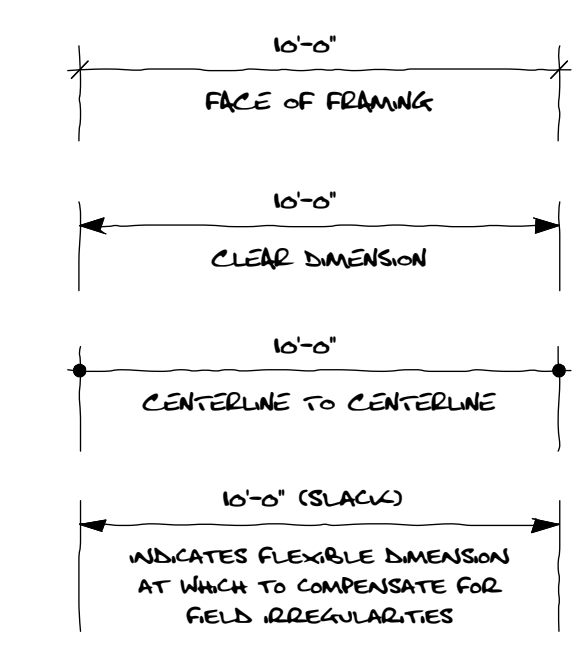 10'-0"
FACE OF FRAMING
10'-0"
CLEAR DIMENSION
10'-0"
CENTERLINE TO CENTERLINE
10'-0" (SLACK)
INDICATES FLEXIBLE DIMENSION
AT WHICH TO COMPENSATE FOR
FIELD IRREGULARITIES